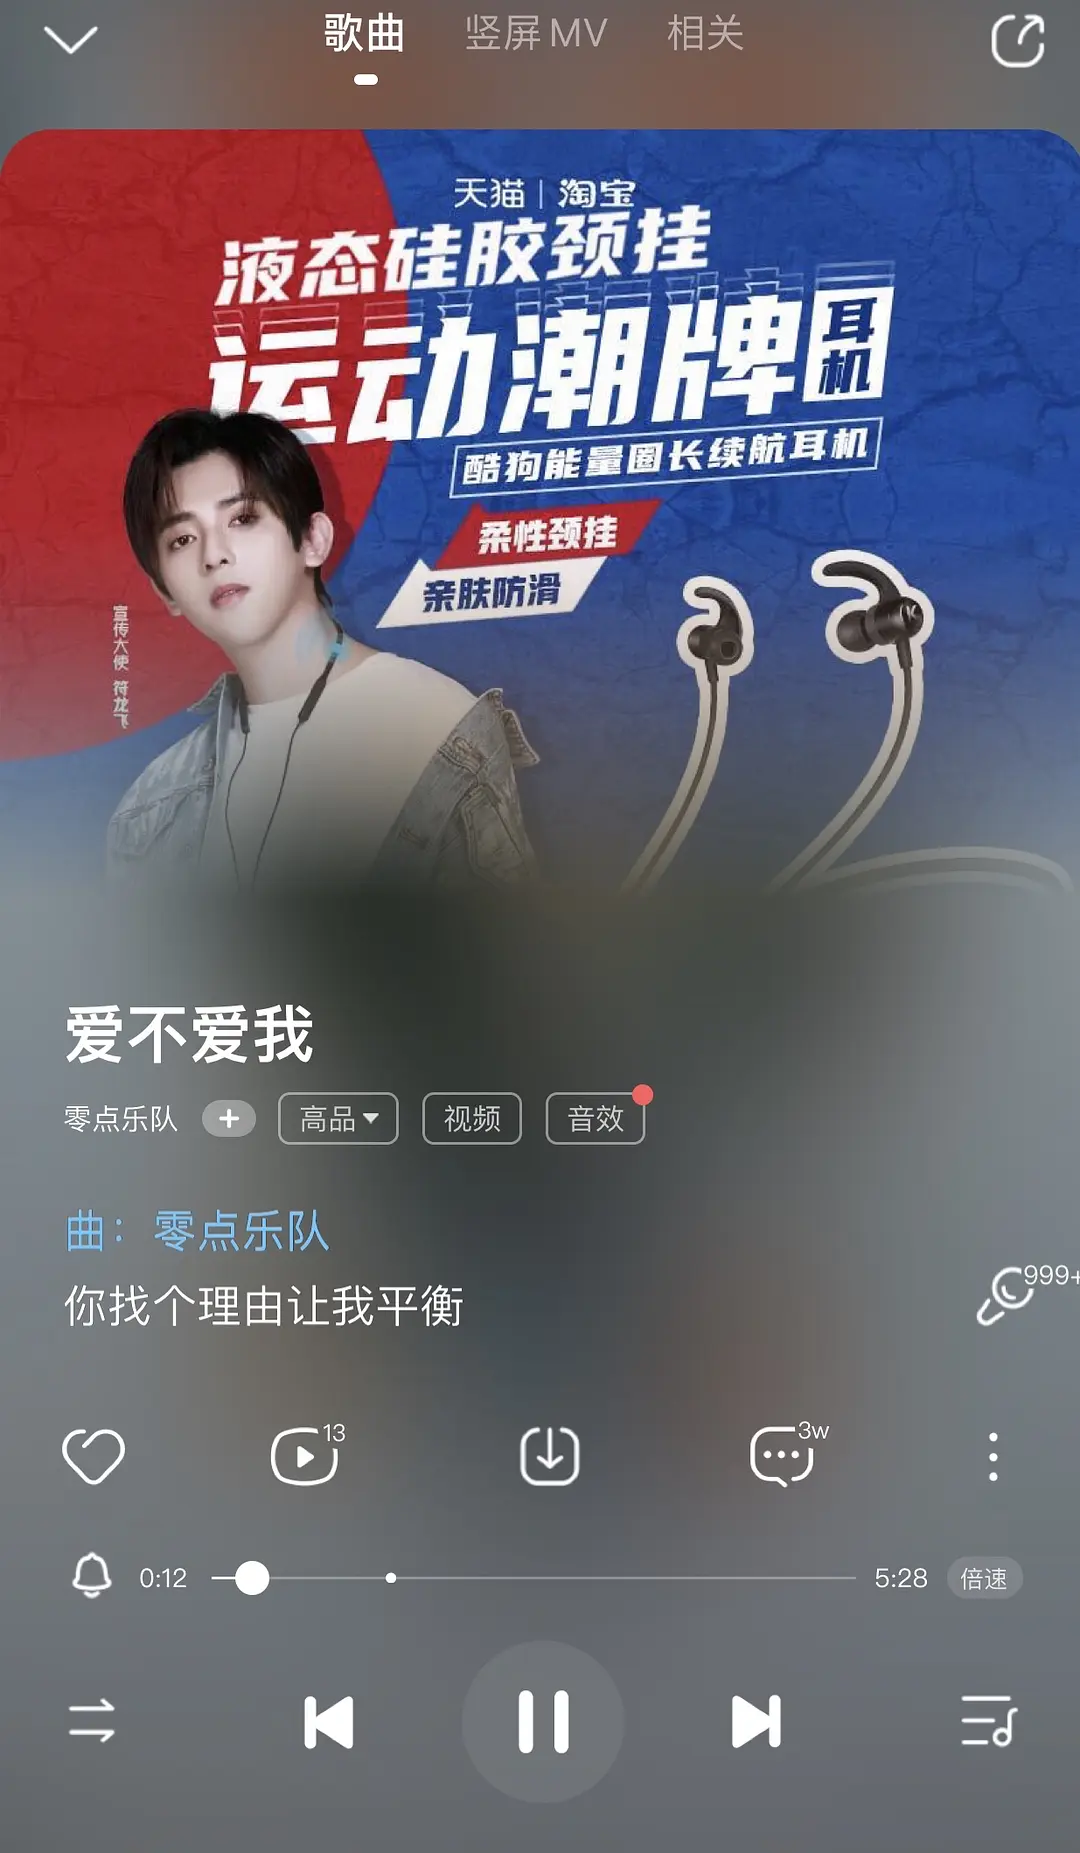 歌曲 竖屏MV 相关
天猫 | 淘宝
液态硅胶颈挂
运动潮牌耳机
酷狗能量圈长续航耳机
柔性颈挂
亲肤防滑
宣传大使 符龙飞
K
爱不爱我
零点乐队 + 高品 视频 音效
曲：零点乐队
你找个理由让我平衡
999+
13
3w
0:12
5:28
倍速